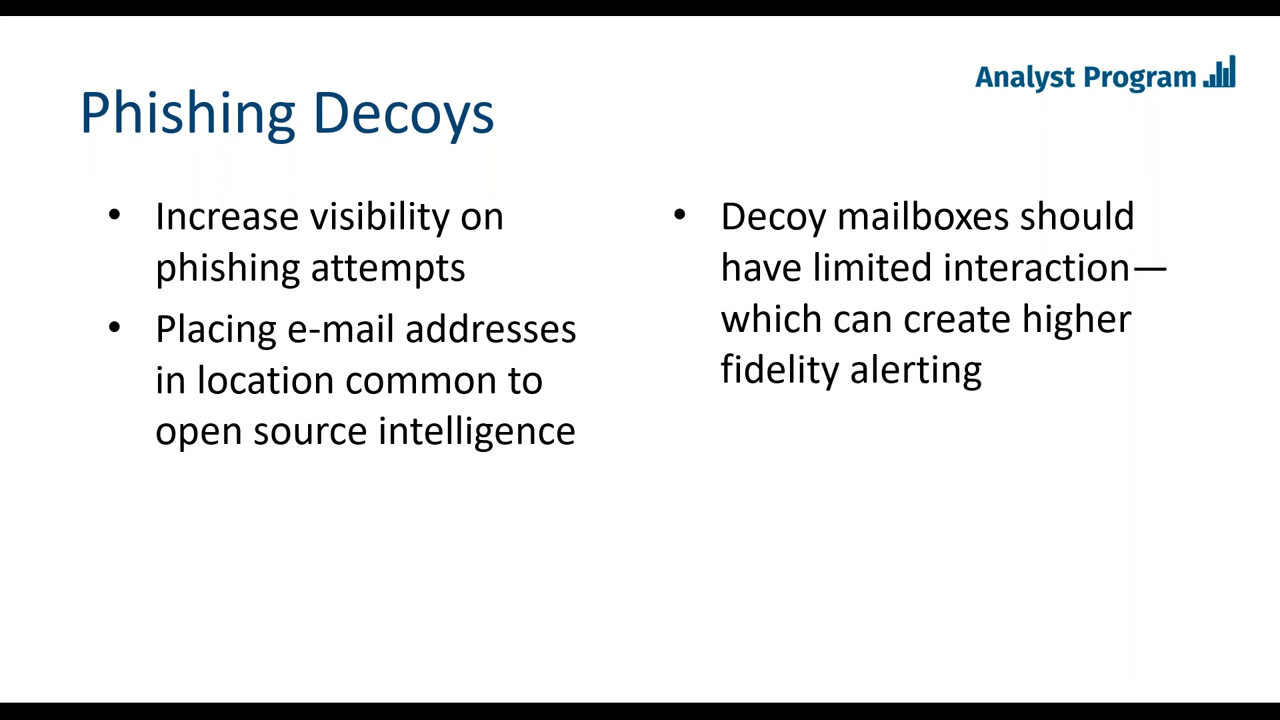 Analyst Program
Phishing Decoys
• Increase visibility on
phishing attempts
• Placing e-mail addresses
in location common to
open source intelligence
• Decoy mailboxes should
have limited interaction—
which can create higher
fidelity alerting